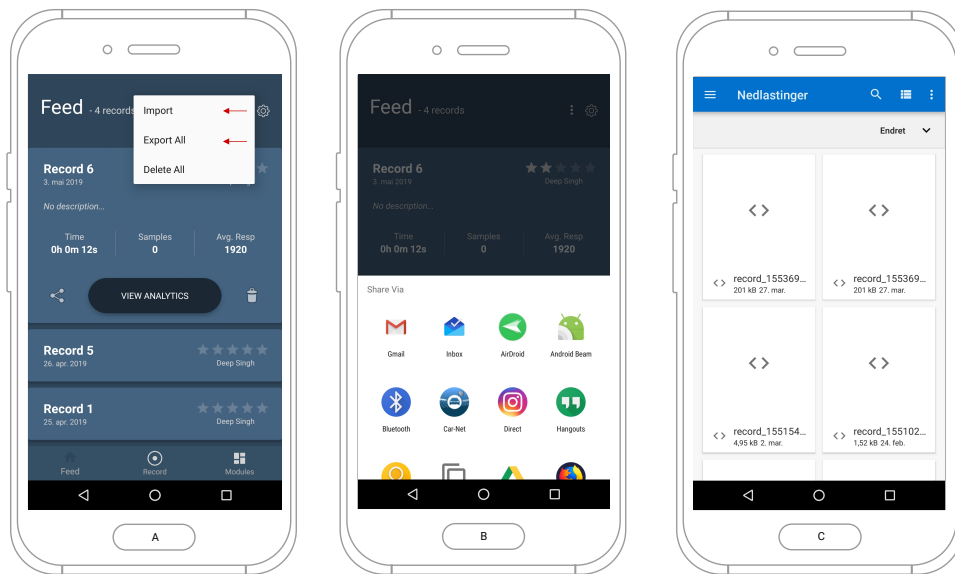 Feed - 4 records
Import
Export All
Delete All
Record 6
3. mai 2019
No description...
Time Samples Avg. Resp
0h 0m 12s 0 1920
VIEW ANALYTICS
Record 5
26. apr. 2019 Deep Singh
Record 1
25. apr. 2019 Deep Singh
Feed Record Modules
A
Feed - 4 records
Record 6
3. mai 2019 Deep Singh
No description...
Time Samples Avg. Resp
0h 0m 12s 0 1920
Share Via
Gmail Inbox AirDroid Android Beam
Bluetooth Car-Net Direct Hangouts
B
Nedlastinger
Endret
record_155369... record_155369...
201 kB 27. mar. 201 kB 27. mar.
record_155154... record_155102...
4,95 kB 2. mar. 1,52 kB 24. feb.
C